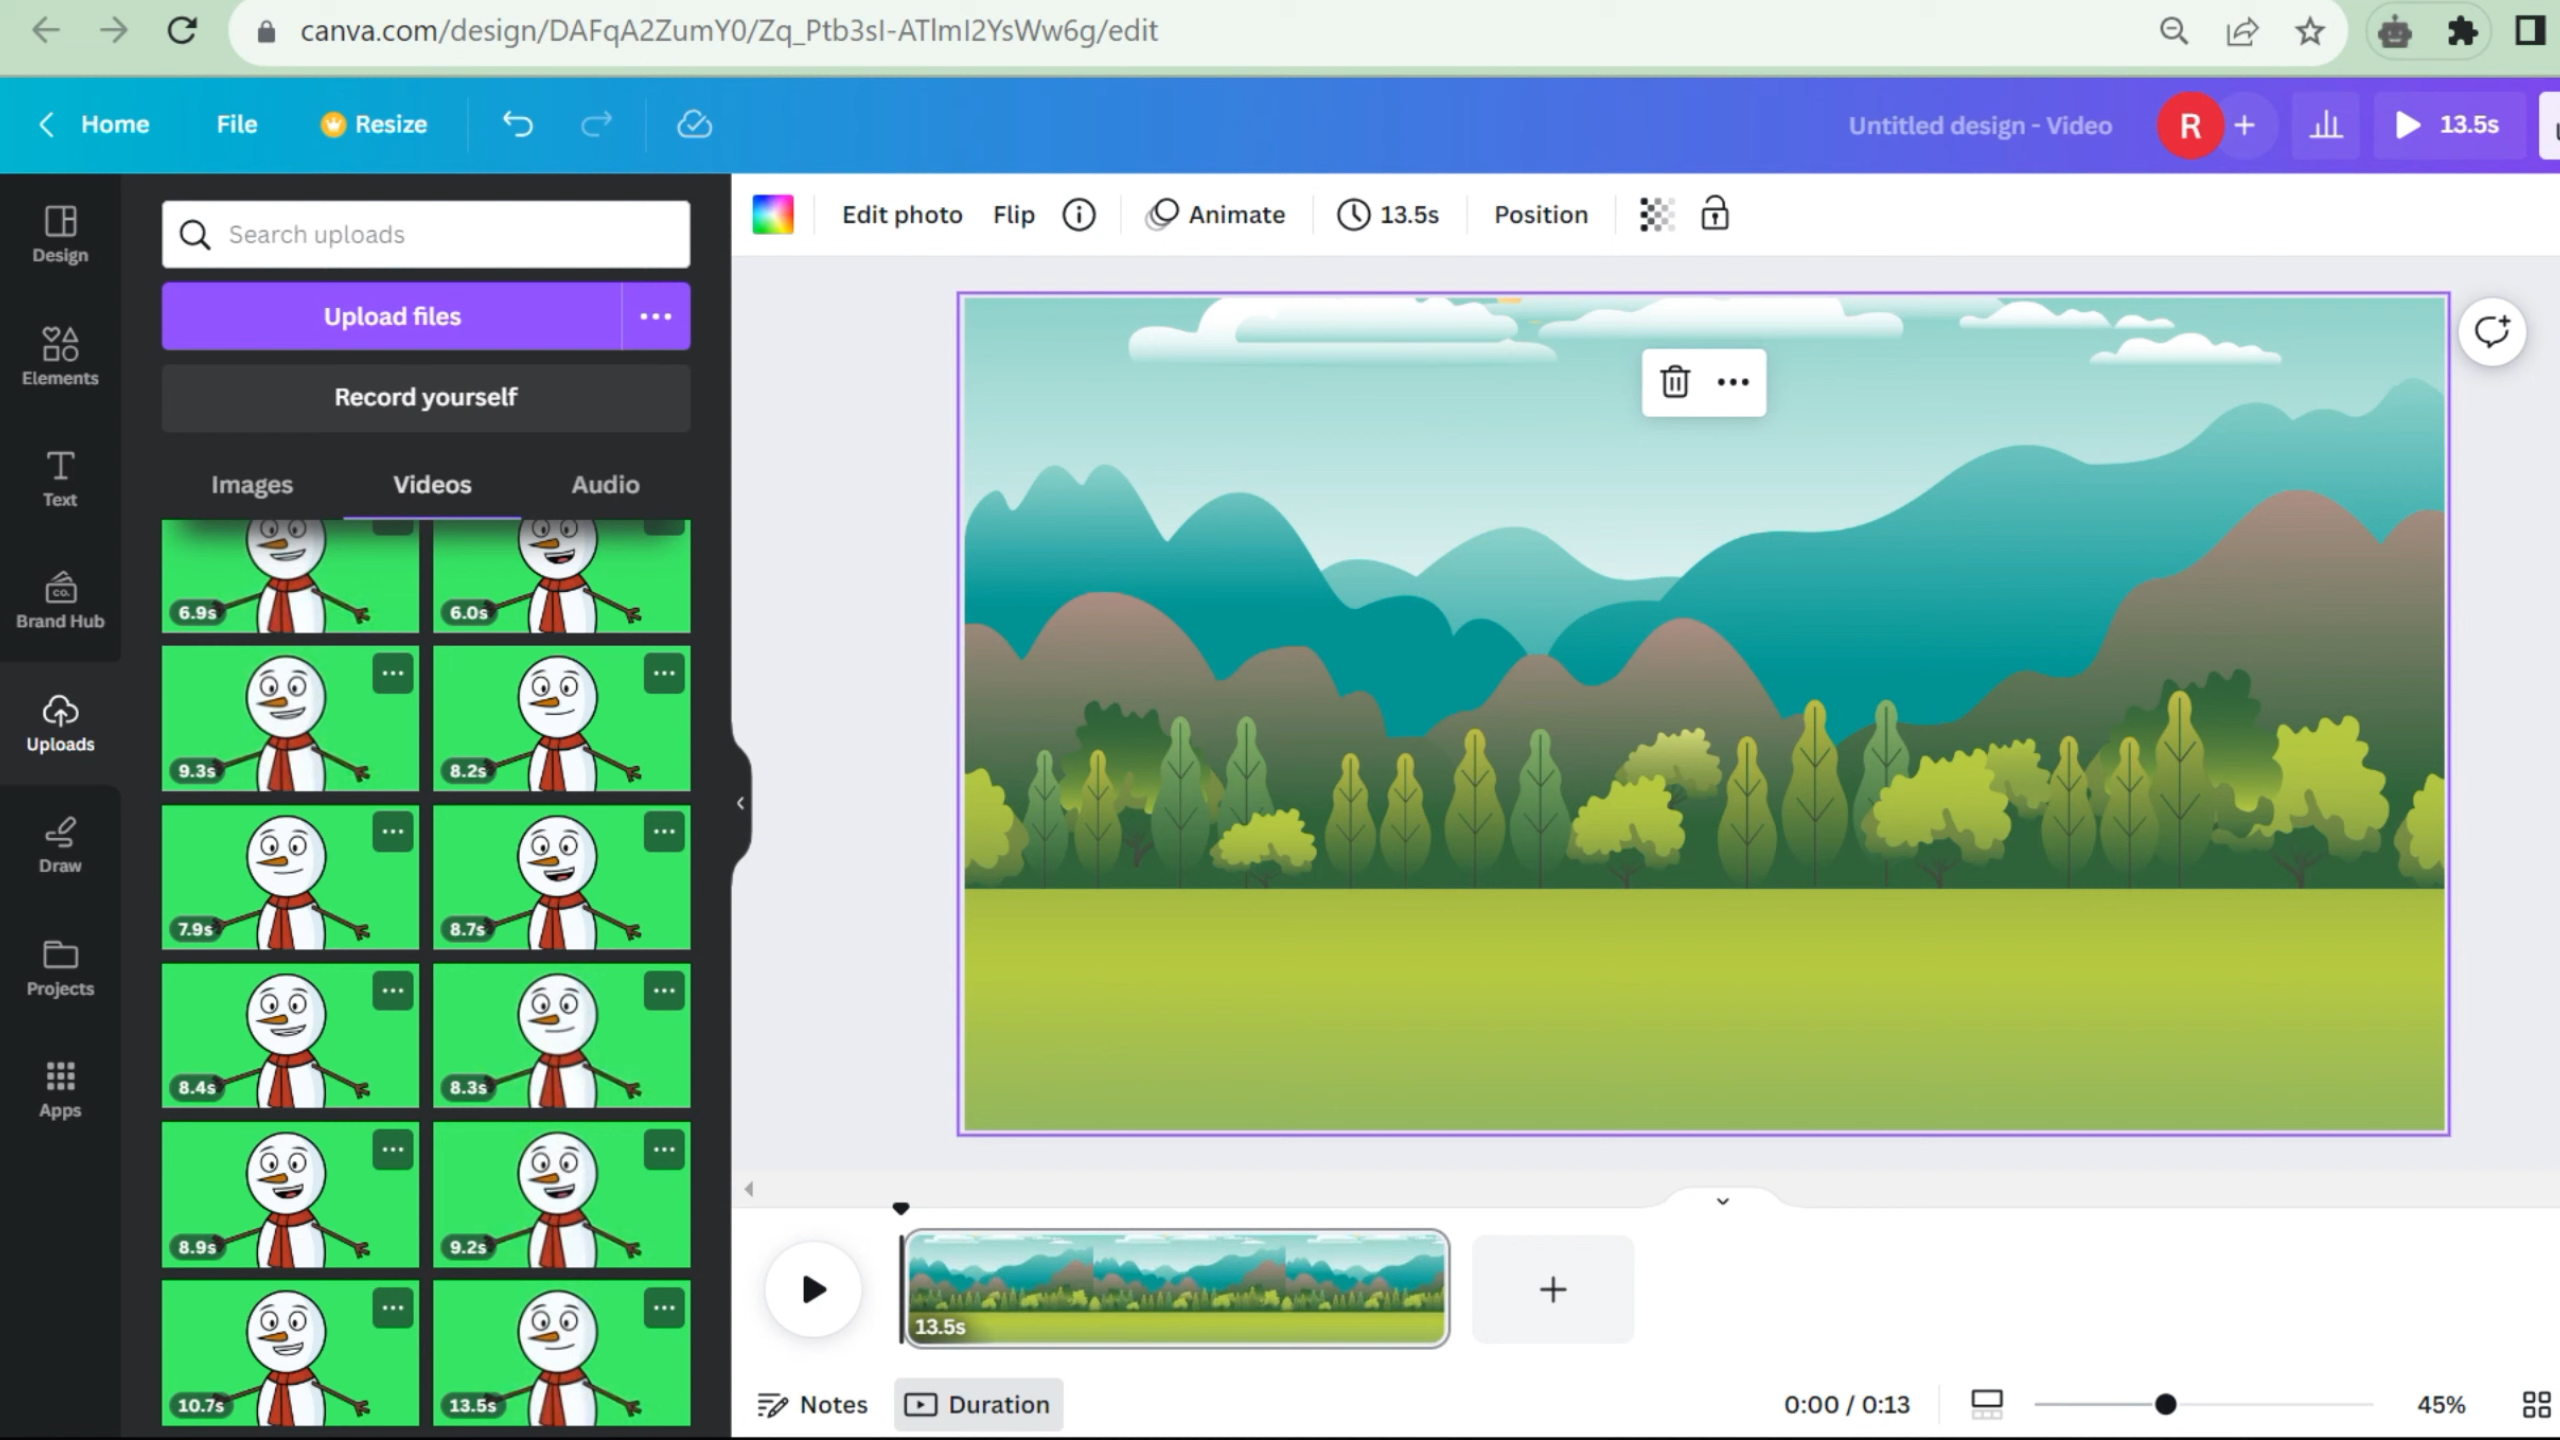 canva.com/design/DAFqA2ZumY0/Zq_Ptb3sI-ATlmI2YsWw6g/edit
Home File Resize Untitled design - Video R + 13.5s
Design
Elements
Text
CO.
Brand Hub
Uploads
Draw
Projects
Apps
Search uploads
Upload files
Record yourself
Images Videos Audio
6.9s 6.0s
9.3s 8.2s
7.9s 8.7s
8.4s 8.3s
8.9s 9.2s
10.7s 13.5s
Edit photo Flip Animate 13.5s Position
13.5s
Notes Duration 0:00 / 0:13 45%